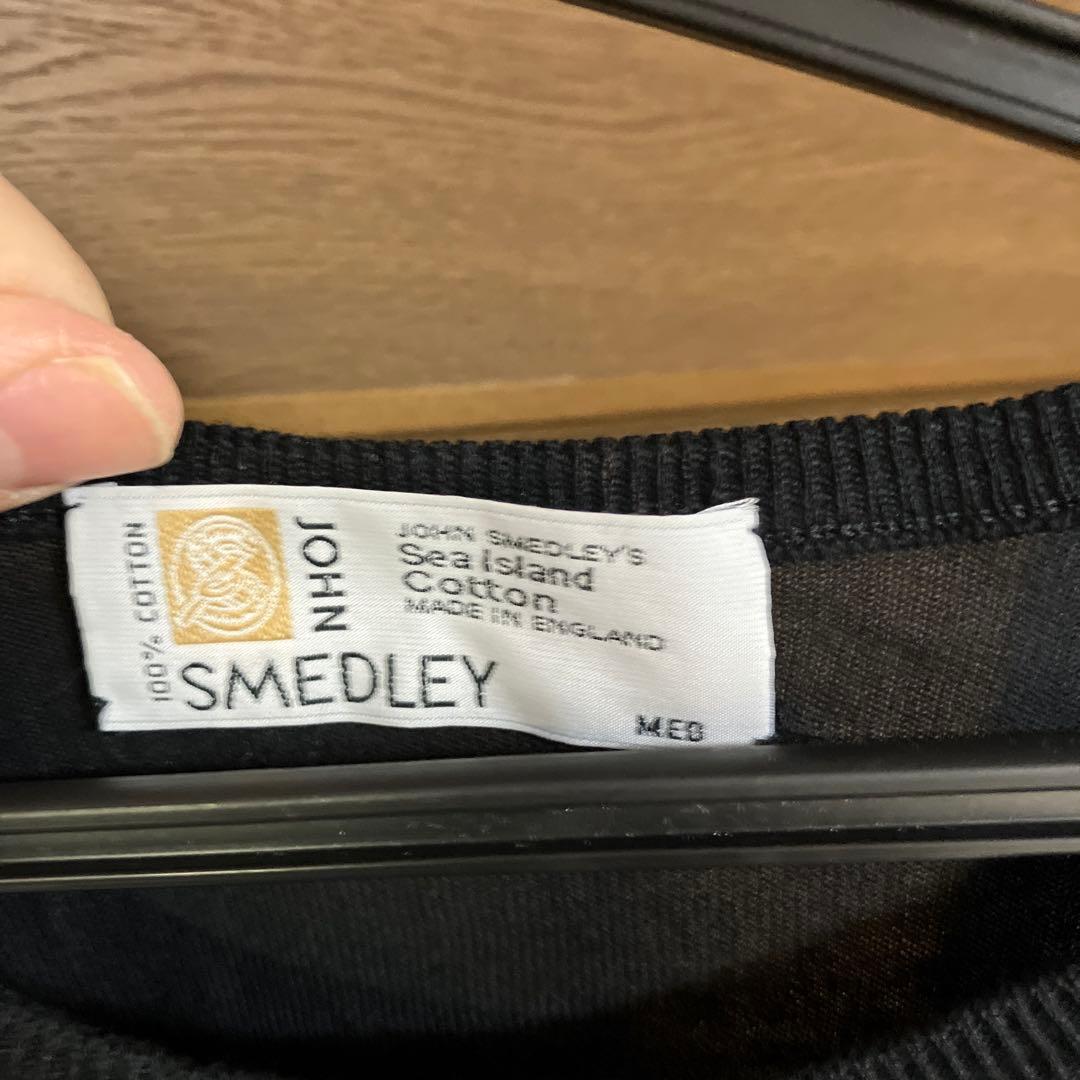 100% COTTON
JOHN
SMEDLEY
JOHN SMEDLEY'S
Sea Island
Cotton
MADE IN ENGLAND
MED